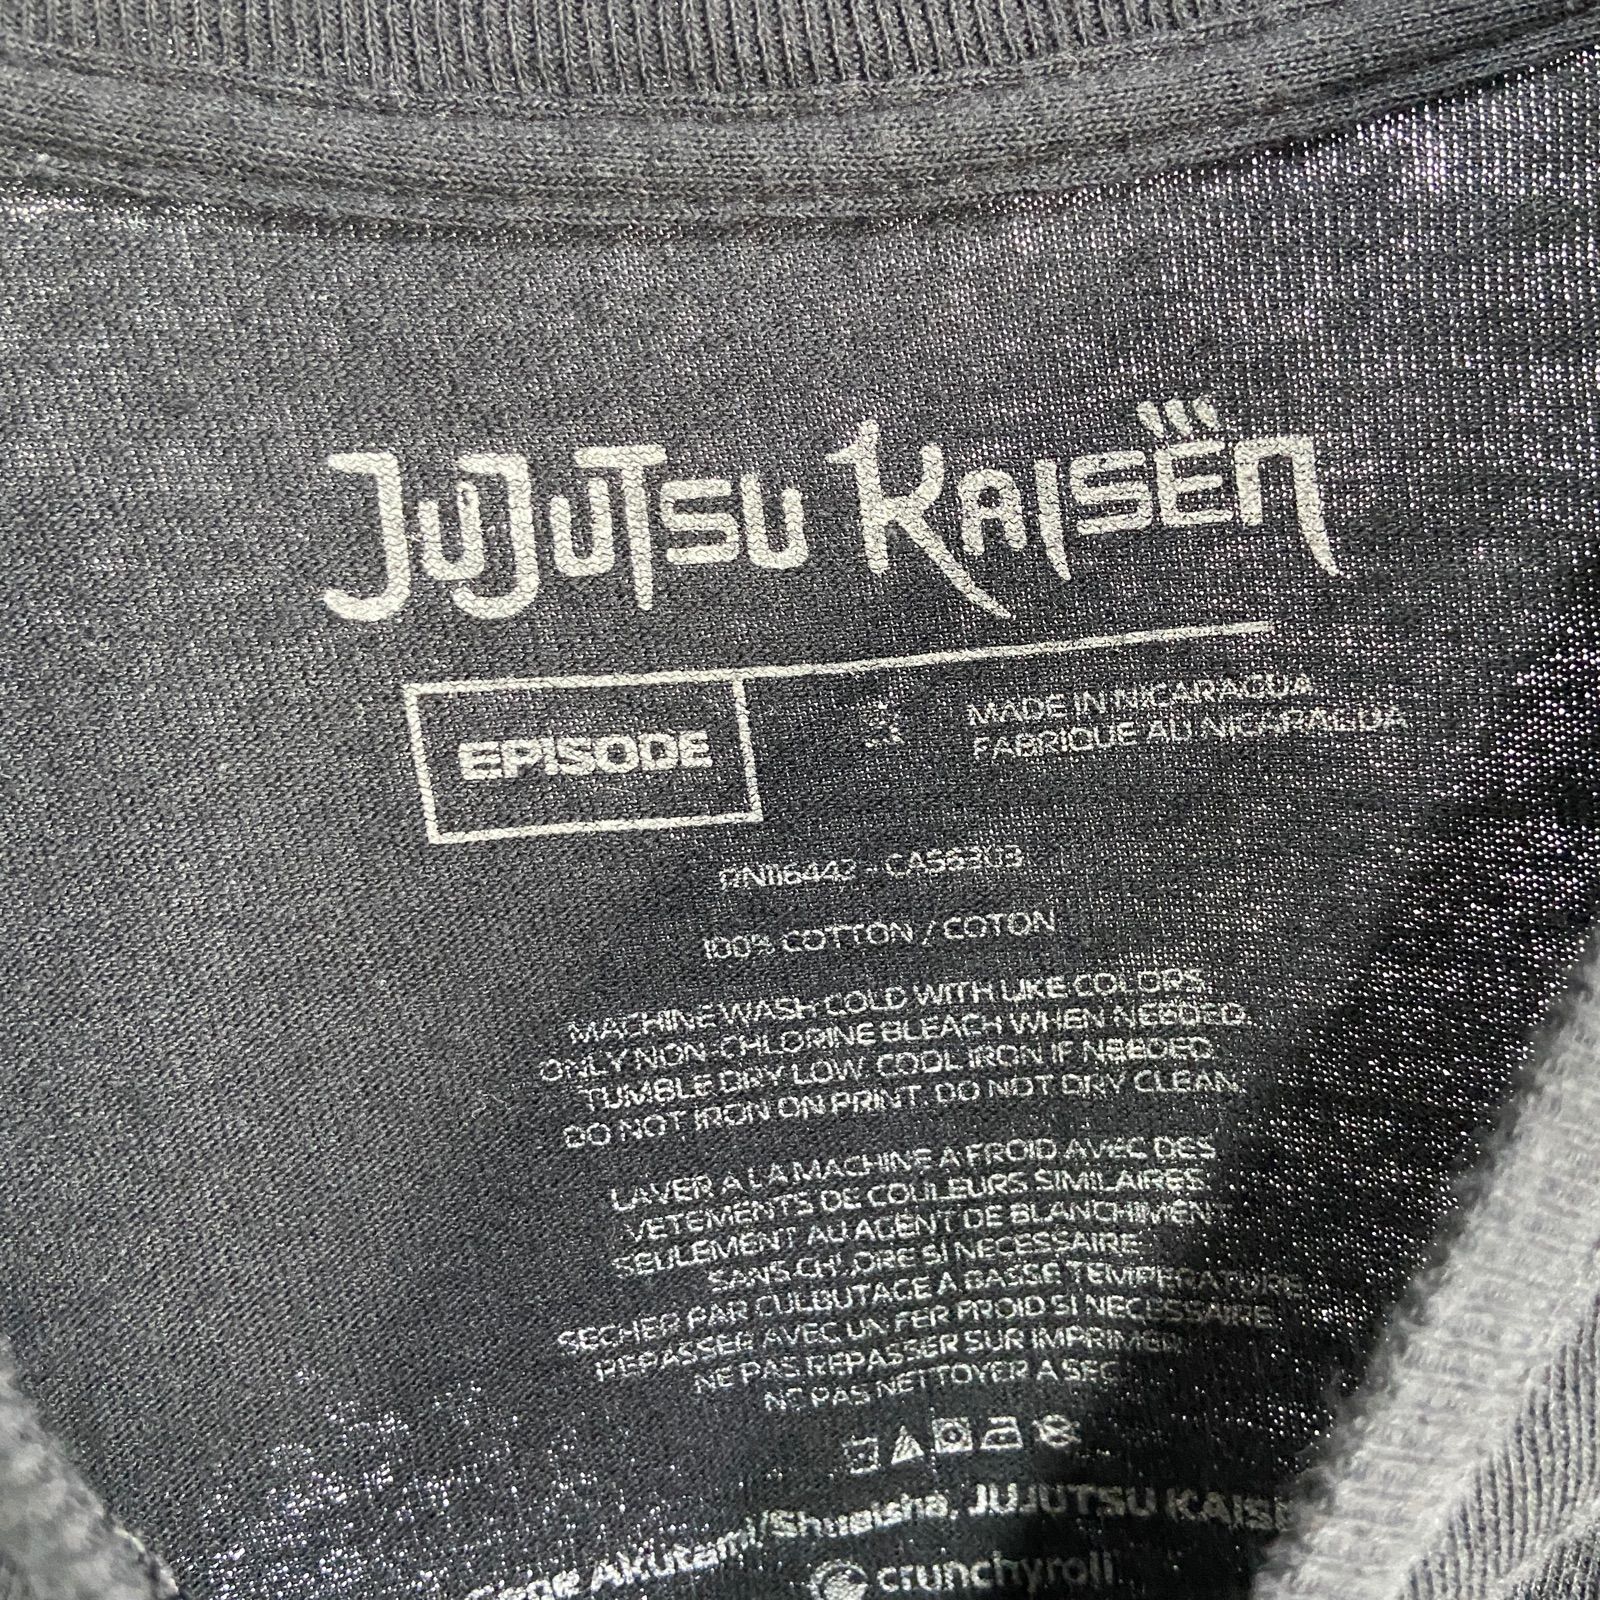 JUJUTSU KAISEN
EPISODE
MADE IN NICARAGUA
FABRIQUE AU NICARAGUA
RN116442 - CA56303
100% COTTON / COTON
MACHINE WASH COLD WITH LIKE COLORS.
ONLY NON-CHLORINE BLEACH WHEN NEEDED.
TUMBLE DRY LOW. COOL IRON IF NEEDED.
DO NOT IRON ON PRINT. DO NOT DRY CLEAN.
LAVER A LA MACHINE A FROID AVEC DES
VETEMENTS DE COULEURS SIMILAIRES.
SEULEMENT AU AGENT DE BLANCHIMENT
SANS CHLORE SI NECESSAIRE.
SECHER PAR CULBUTAGE A BASSE TEMPERATURE
REPASSER AVEC UN FER FROID SI NECESSAIRE
NE PAS REPASSER SUR IMPRIMER
NE PAS NETTOYER A SEC
Akutami/Shueisha, JUJUTSU KAISE
crunchyroll